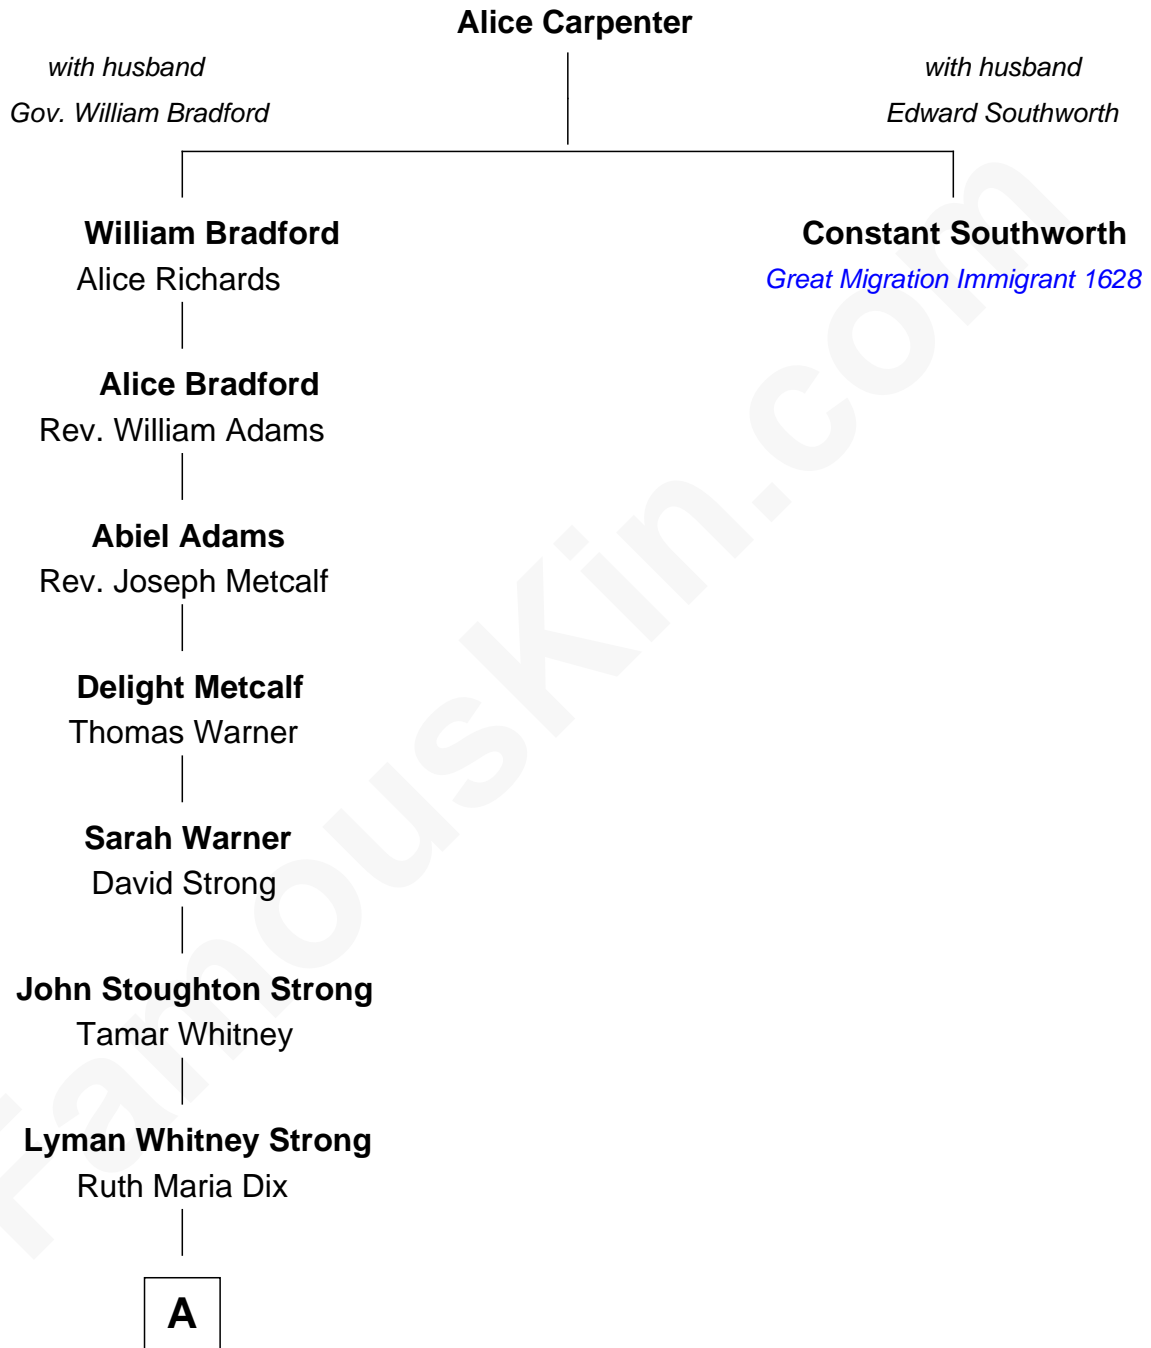 Alice Carpenter
with husband
Gov. William Bradford
with husband
Edward Southworth
William Bradford
Alice Richards
Constant Southworth
Great Migration Immigrant 1628
Alice Bradford
Rev. William Adams
Abiel Adams
Rev. Joseph Metcalf
Delight Metcalf
Thomas Warner
Sarah Warner
David Strong
John Stoughton Strong
Tamar Whitney
Lyman Whitney Strong
Ruth Maria Dix
A
FamousKin.com